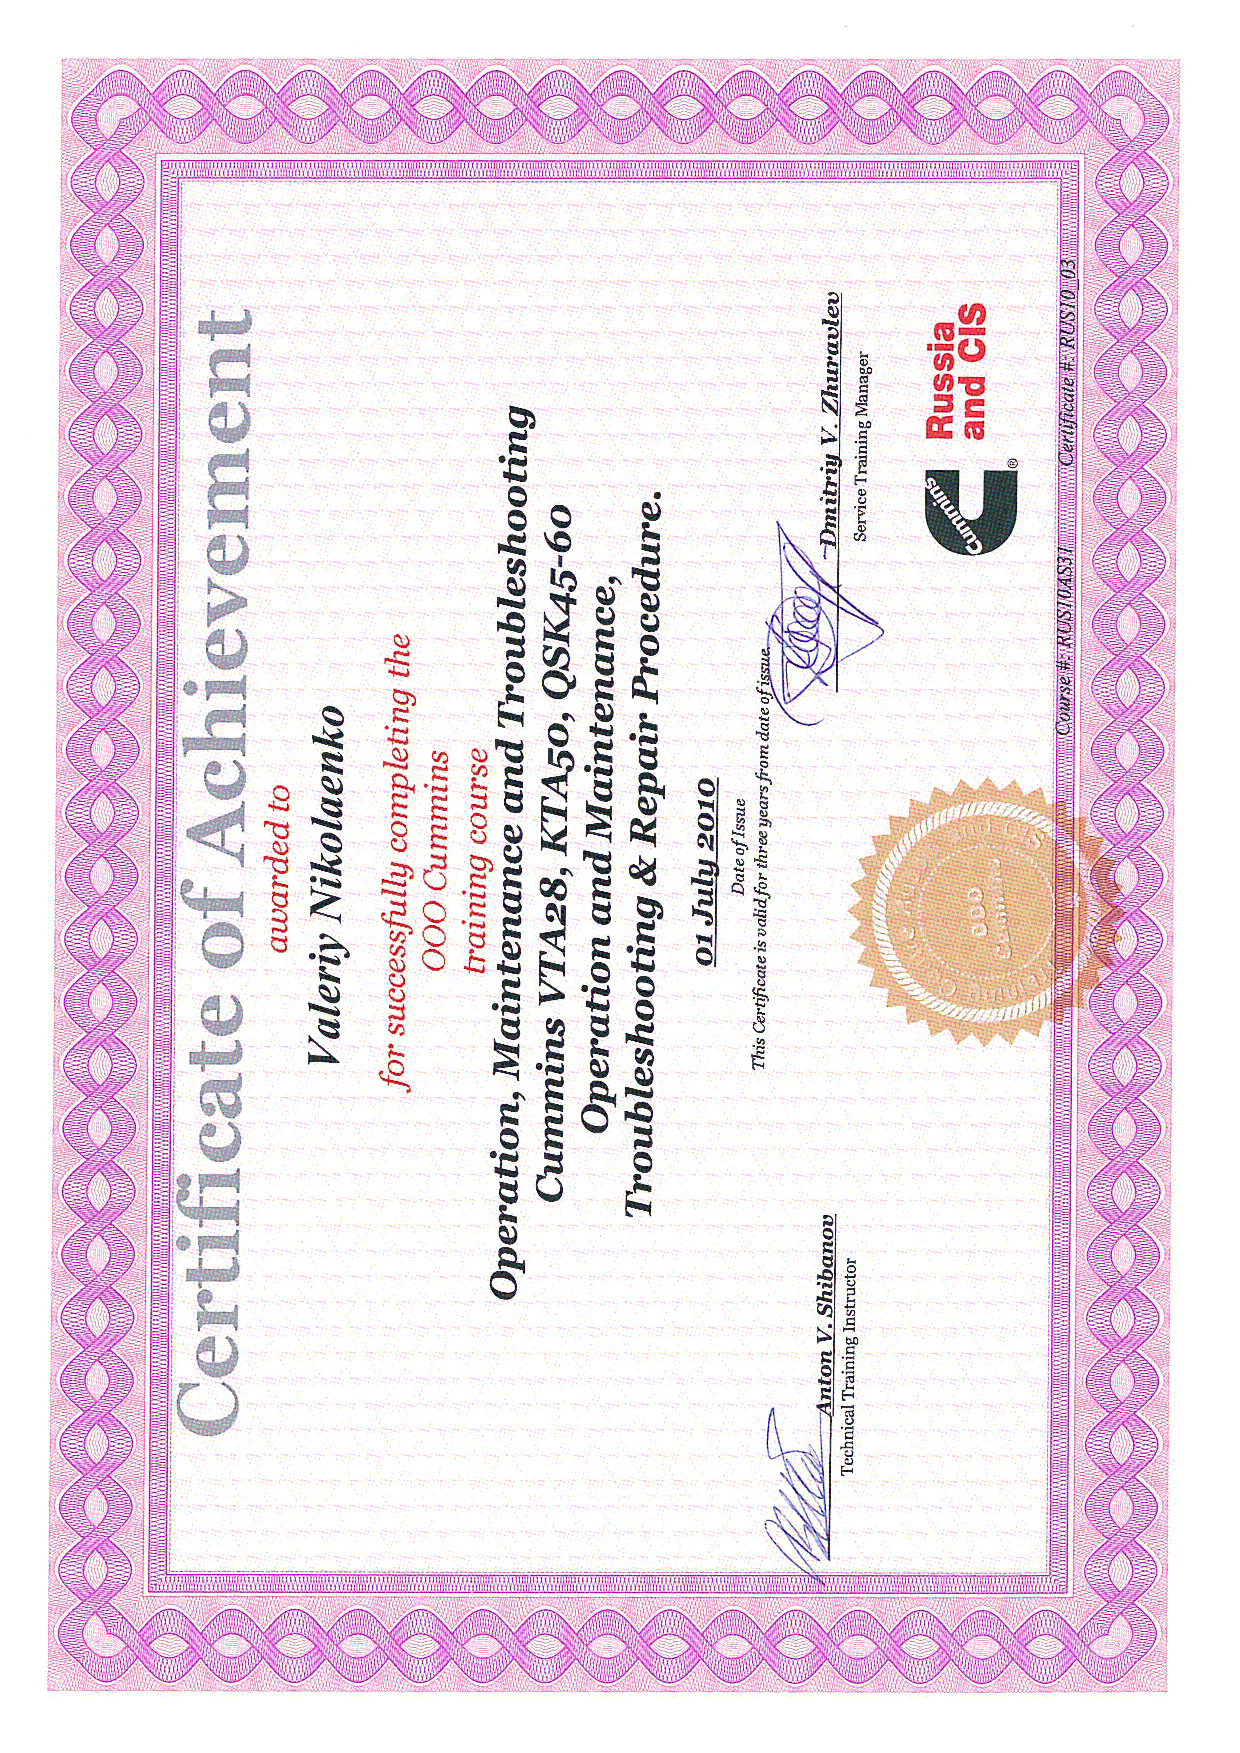 Certificate of Achievement
awarded to
Valeriy Nikolaenko
for successfully completing the
OOO Cummins
training course
Operation, Maintenance and Troubleshooting
Cummins VTA28, KTA50, QSK45-60
Operation and Maintenance,
Troubleshooting & Repair Procedure.
01 July 2010
Date of Issue
This Certificate is valid for three years from date of issue.
Anton V. Shibanov
Technical Training Instructor
Dmitriy V. Zhuravlev
Service Training Manager
OOO
Cummins
Russia
and CIS
®
Course #: RUS10AS31 Certificate #: RUS10_03